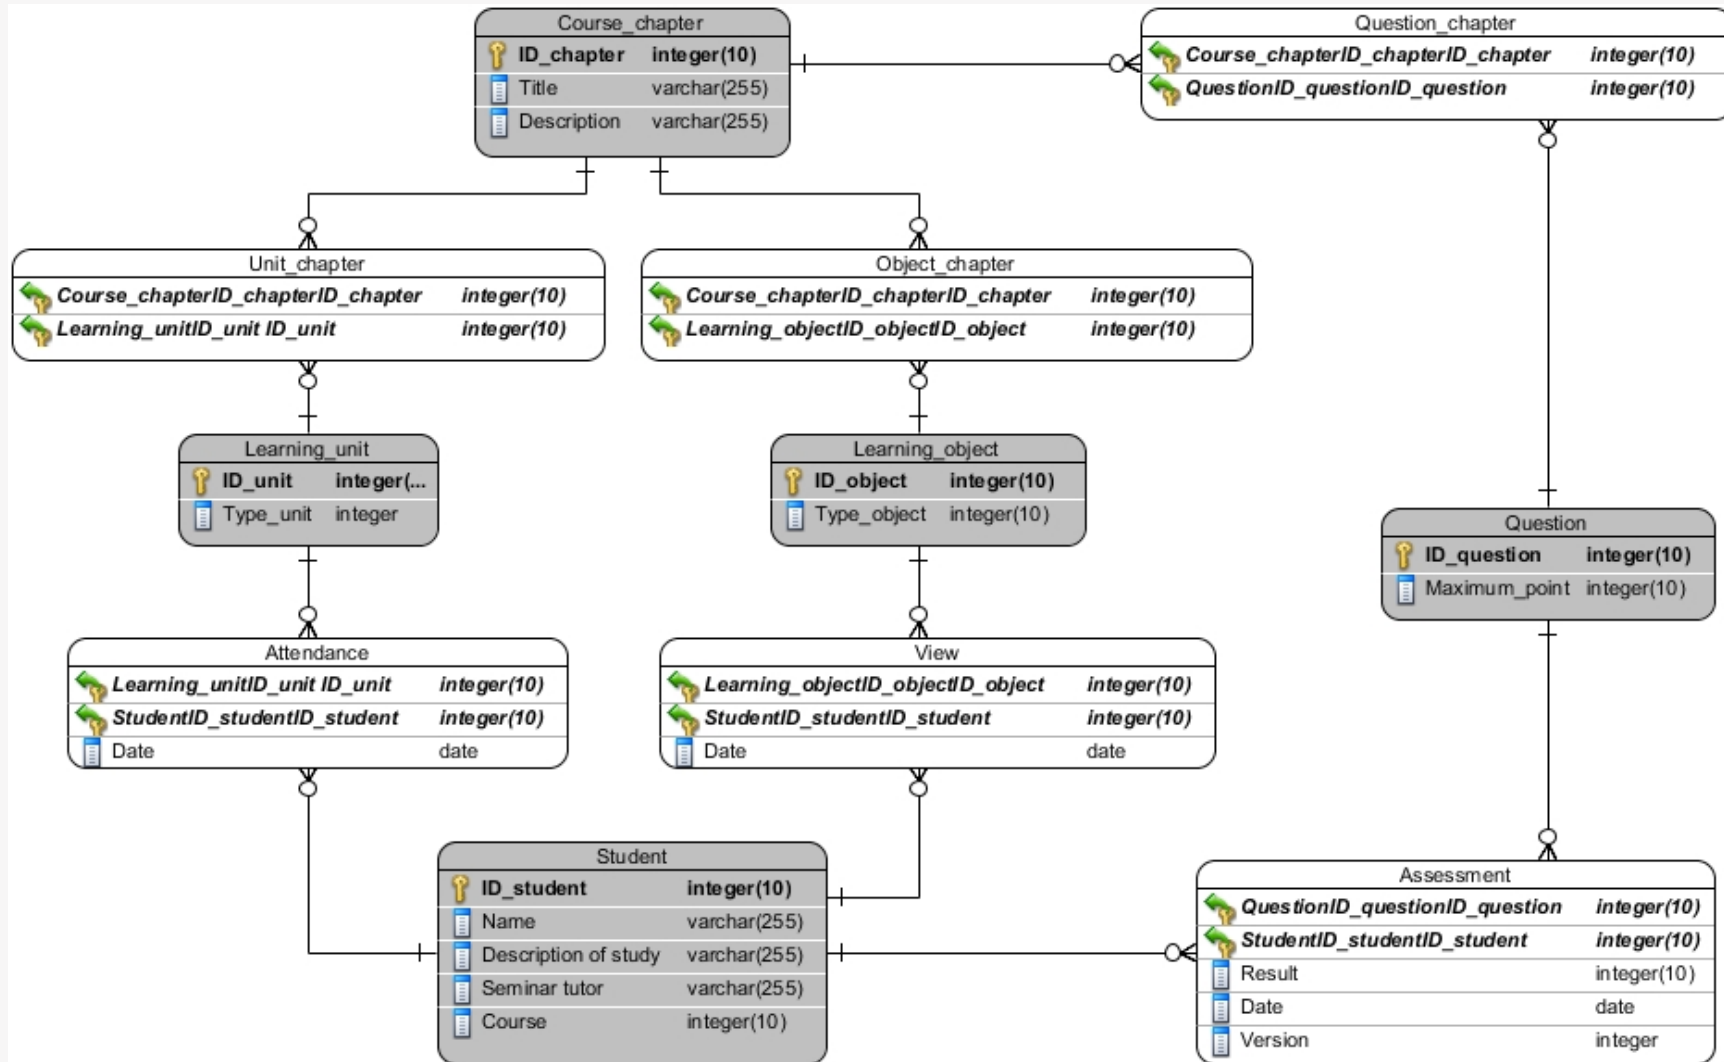 Course_chapter
ID_chapter integer(10)
Title varchar(255)
Description varchar(255)
Question_chapter
Course_chapterID_chapterID_chapter integer(10)
QuestionID_questionID_question integer(10)
Unit_chapter
Course_chapterID_chapterID_chapter integer(10)
Learning_unitID_unit ID_unit integer(10)
Object_chapter
Course_chapterID_chapterID_chapter integer(10)
Learning_objectID_objectID_object integer(10)
Learning_unit
ID_unit integer(...
Type_unit integer
Learning_object
ID_object integer(10)
Type_object integer(10)
Question
ID_question integer(10)
Maximum_point integer(10)
Attendance
Learning_unitID_unit ID_unit integer(10)
StudentID_studentID_student integer(10)
Date date
View
Learning_objectID_objectID_object integer(10)
StudentID_studentID_student integer(10)
Date date
Student
ID_student integer(10)
Name varchar(255)
Description of study varchar(255)
Seminar tutor varchar(255)
Course integer(10)
Assessment
QuestionID_questionID_question integer(10)
StudentID_studentID_student integer(10)
Result integer(10)
Date date
Version integer